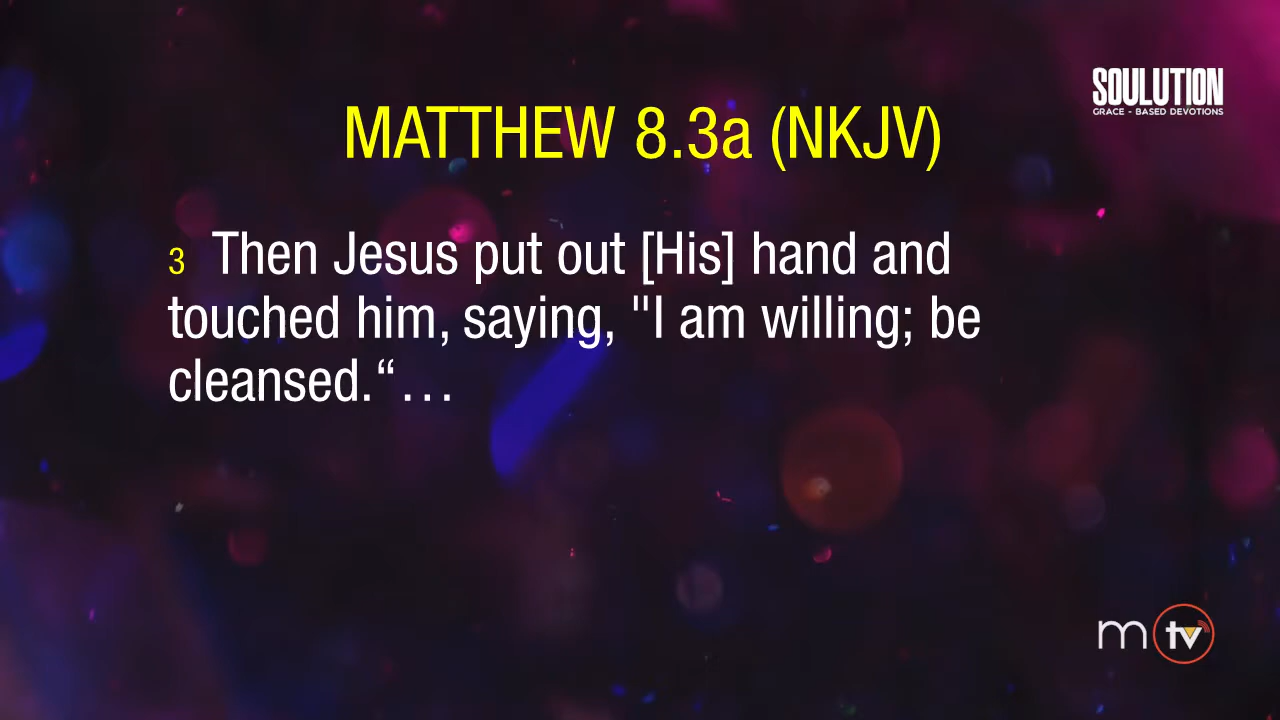 SOULUTION
GRACE - BASED DEVOTIONS
MATTHEW 8.3a (NKJV)
3 Then Jesus put out [His] hand and
touched him, saying, "I am willing; be
cleansed.“…
m tv